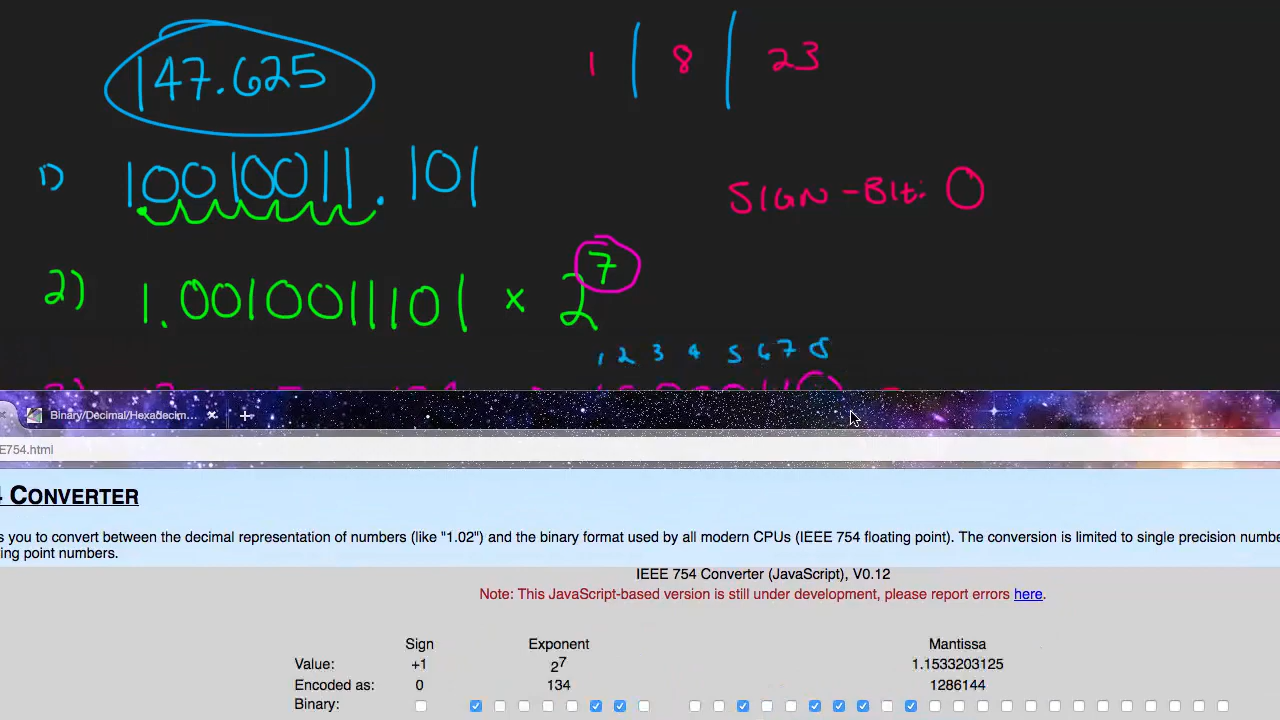 147.625
1 | 8 | 23
1) 10010011.101
SIGN-Bit: 0
2) 1.0010011101 × 2^7
1 2 3 4 5 6 7 8
Binary/Decimal/Hexadecim...
E754.html
CONVERTER
s you to convert between the decimal representation of numbers (like "1.02") and the binary format used by all modern CPUs (IEEE 754 floating point). The conversion is limited to single precision numbe
ing point numbers.
IEEE 754 Converter (JavaScript), V0.12
Note: This JavaScript-based version is still under development, please report errors here.
Sign Exponent Mantissa
Value: +1 2^7 1.1533203125
Encoded as: 0 134 1286144
Binary: